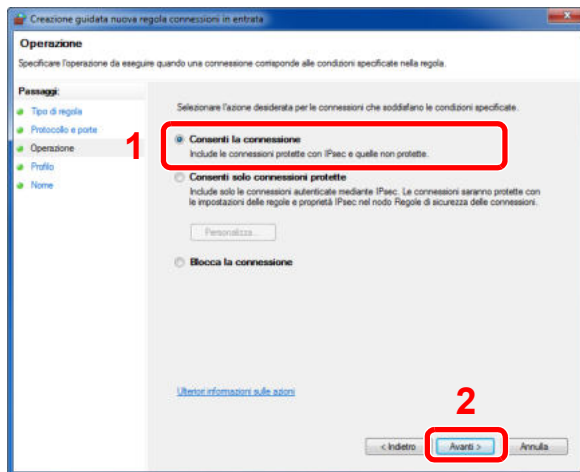 Creazione guidata nuova regola connessioni in entrata
Operazione
Specificare l'operazione da eseguire quando una connessione corrisponde alle condizioni specificate nella regola.
Passaggi:
Tipo di regola
Protocollo e porte
Operazione
Profilo
Nome
Selezionare l'azione desiderata per le connessioni che soddisfano le condizioni specificate.
1
Consenti la connessione
Include le connessioni protette con IPsec e quelle non protette.
Consenti solo connessioni protette
Include solo le connessioni autenticate mediante IPsec. Le connessioni saranno protette con
le impostazioni delle regole e proprietà IPsec nel nodo Regole di sicurezza delle connessioni.
Personalizza...
Blocca la connessione
Ulteriori informazioni sulle azioni
2
< Indietro
Avanti >
Annulla